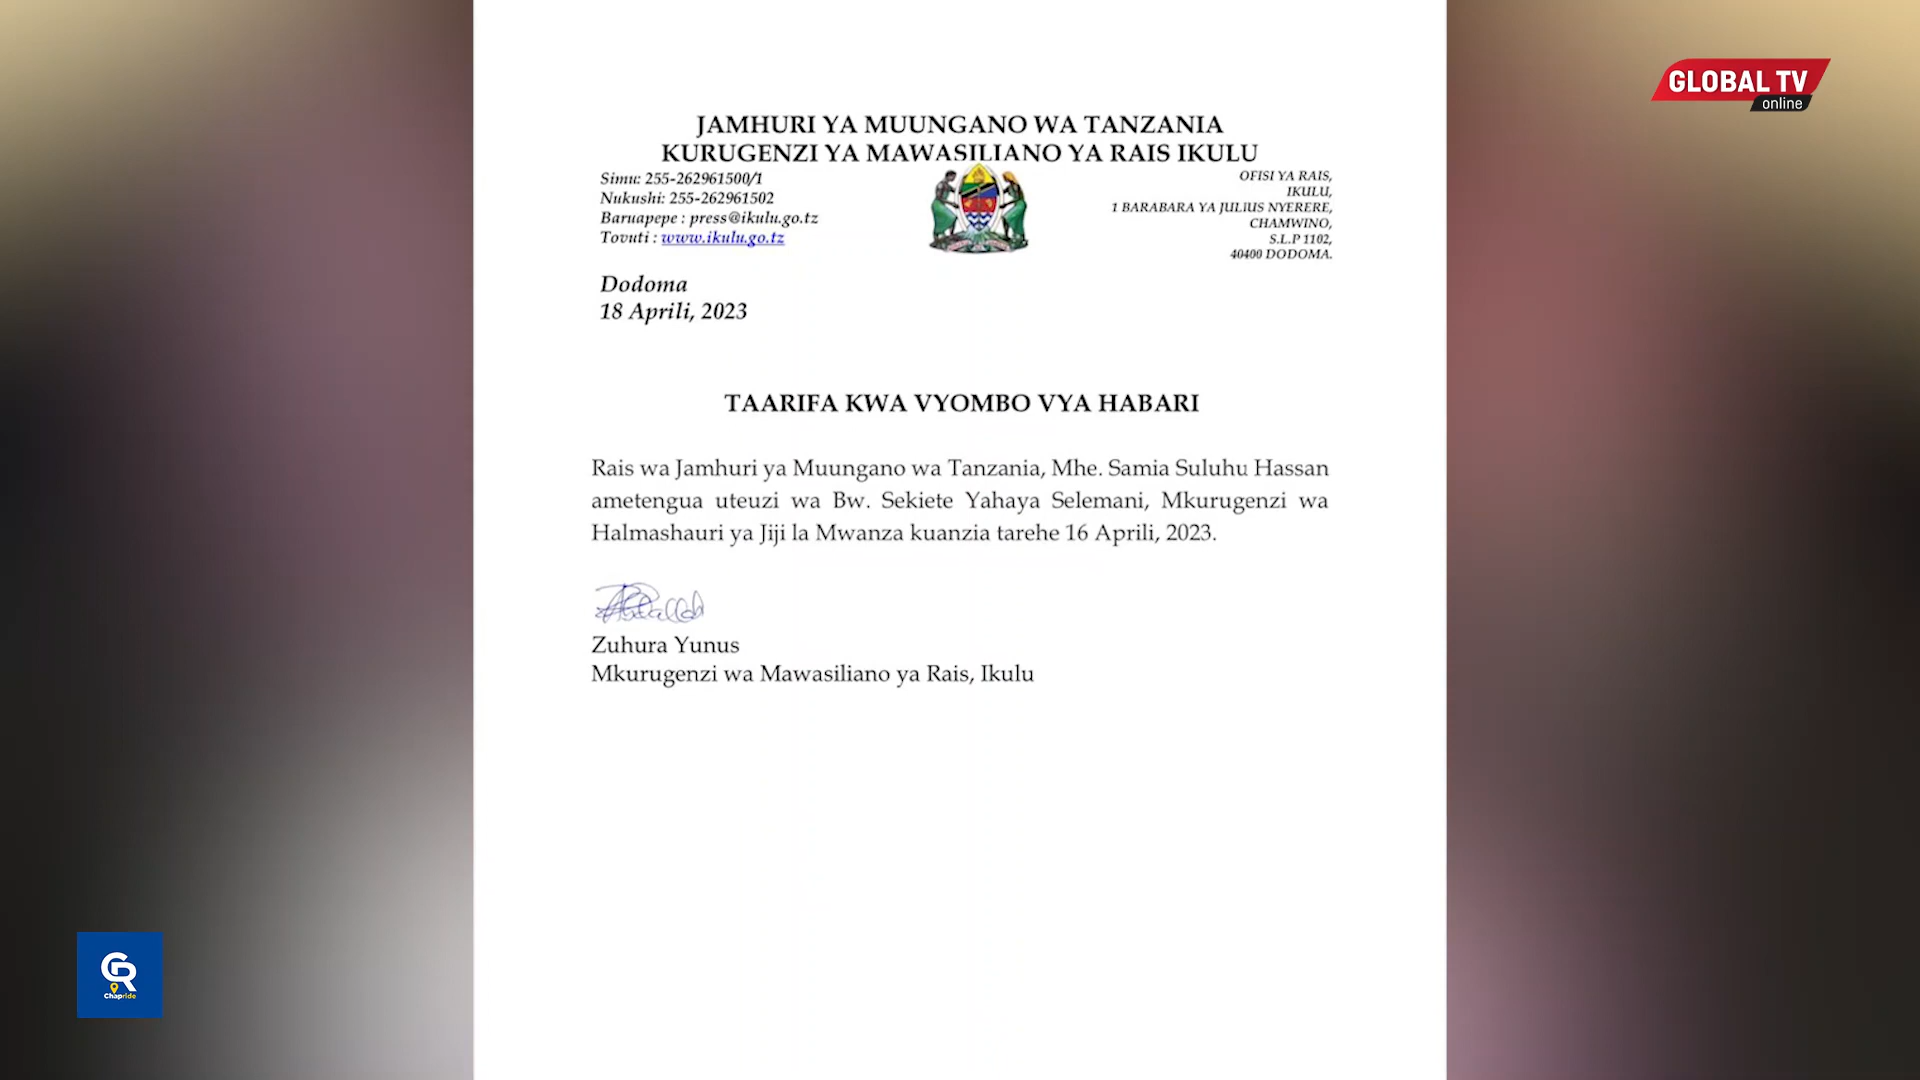 GLOBAL TV
online
JAMHURI YA MUUNGANO WA TANZANIA
KURUGENZI YA MAWASILIANO YA RAIS IKULU
Simu: 255-262961500/1
Nukushi: 255-262961502
Baruapepe : press@ikulu.go.tz
Tovuti : www.ikulu.go.tz
OFISI YA RAIS,
IKULU,
1 BARABARA YA JULIUS NYERERE,
CHAMWINO,
S.L.P 1102,
40400 DODOMA.
Dodoma
18 Aprili, 2023
TAARIFA KWA VYOMBO VYA HABARI
Rais wa Jamhuri ya Muungano wa Tanzania, Mhe. Samia Suluhu Hassan
ametengua uteuzi wa Bw. Sekiete Yahaya Selemani, Mkurugenzi wa
Halmashauri ya Jiji la Mwanza kuanzia tarehe 16 Aprili, 2023.
Zuhura Yunus
Mkurugenzi wa Mawasiliano ya Rais, Ikulu
Chapride